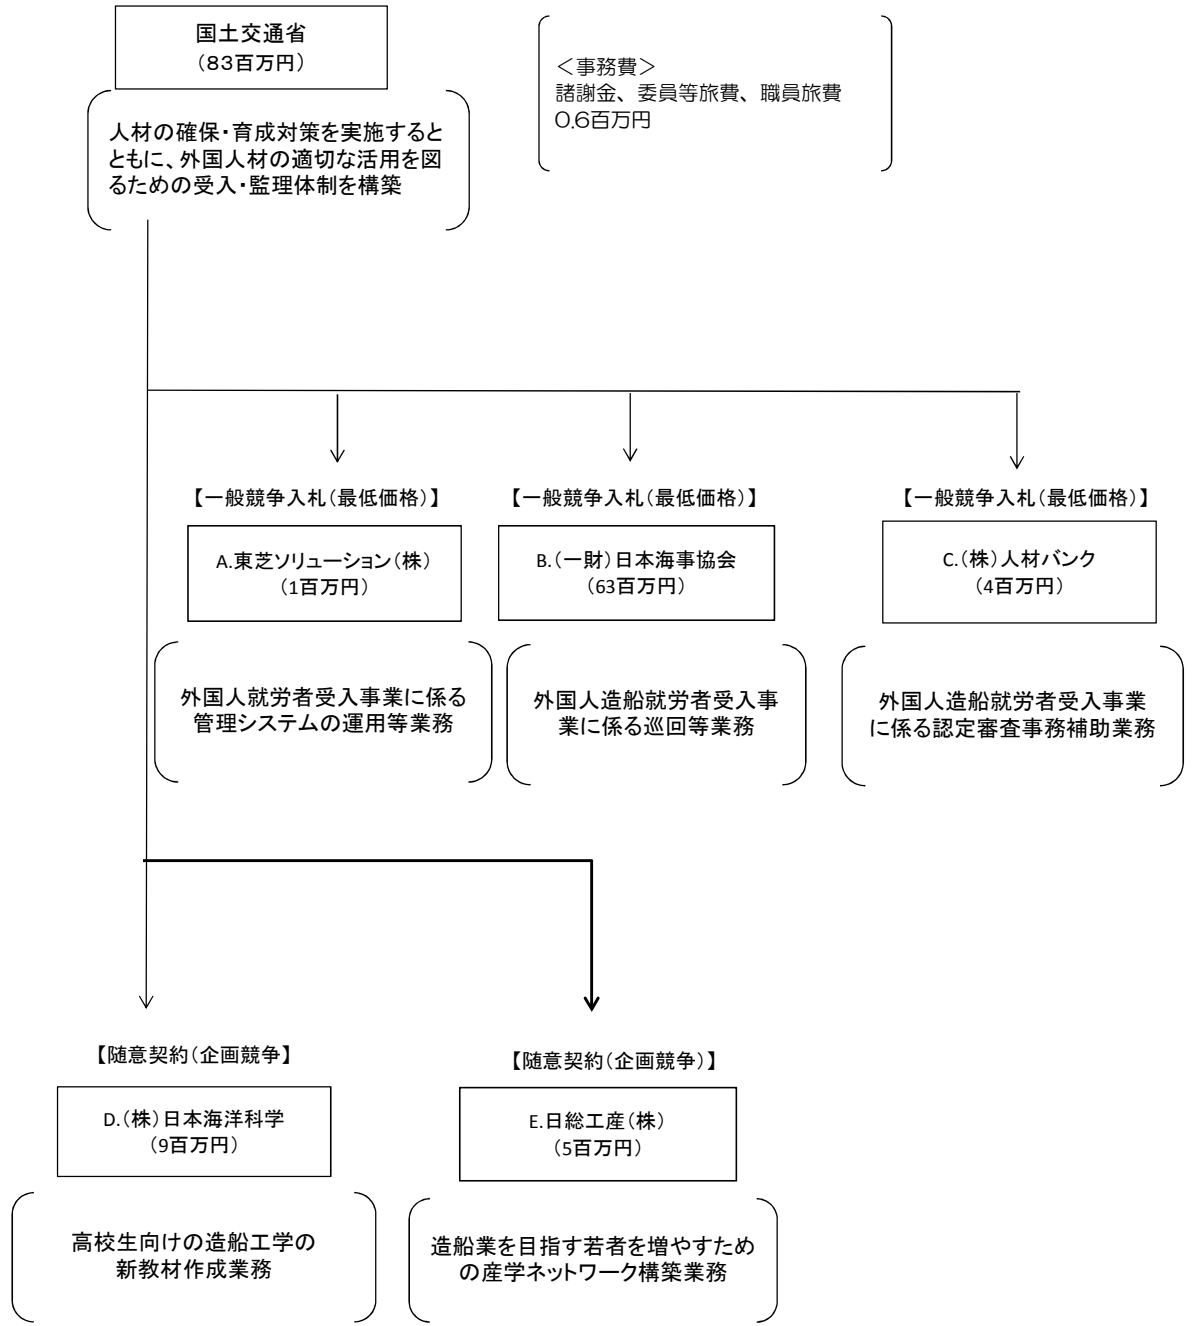 国土交通省
(83百万円)
人材の確保・育成対策を実施すると
ともに、外国人材の適切な活用を図
るための受入・監理体制を構築
＜事務費＞
諸謝金、委員等旅費、職員旅費
0.6百万円
【一般競争入札（最低価格）】
A.東芝ソリューション（株）
（1百万円）
外国人就労者受入事業に係る
管理システムの運用等業務
【一般競争入札（最低価格）】
B.（一財）日本海事協会
（63百万円）
外国人造船就労者受入事
業に係る巡回等業務
【一般競争入札（最低価格）】
C.（株）人材バンク
（4百万円）
外国人造船就労者受入事業
に係る認定審査事務補助業務
【随意契約（企画競争】
D.（株）日本海洋科学
（9百万円）
高校生向けの造船工学の
新教材作成業務
【随意契約（企画競争）】
E.日総工産（株）
（5百万円）
造船業を目指す若者を増やすため
の産学ネットワーク構築業務